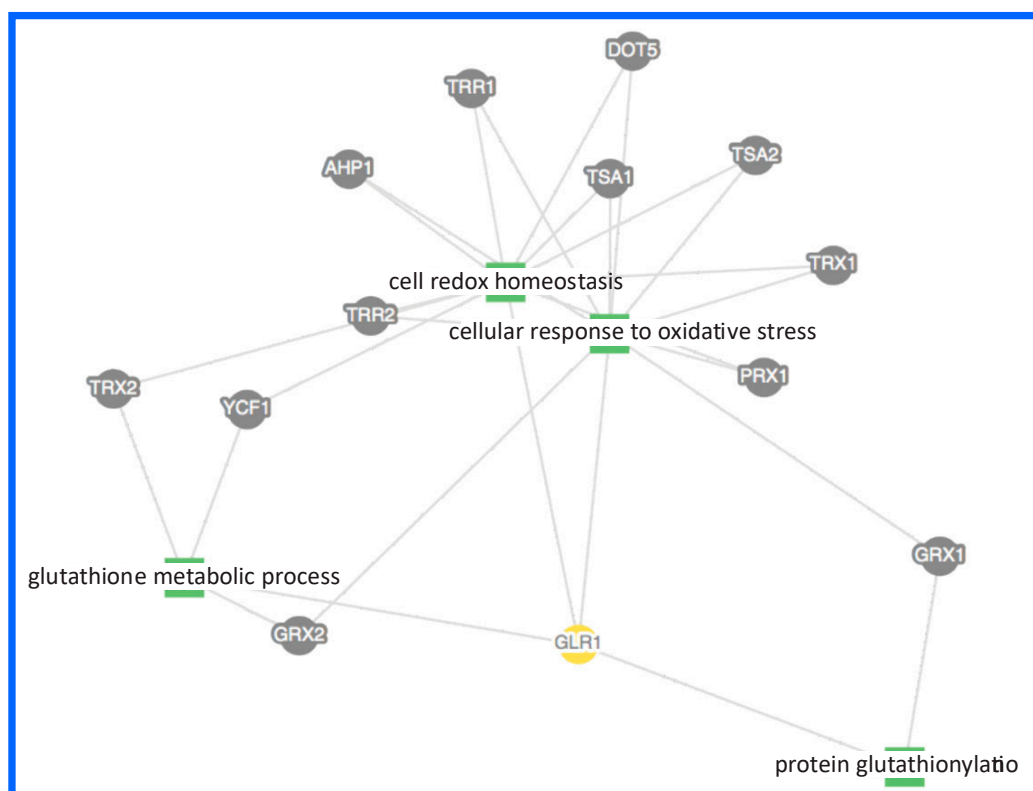 DOT5
TRR1
TSA2
AHP1
TSA1
TRX1
cell redox homeostasis
TRR2
cellular response to oxidative stress
PRX1
TRX2
YCF1
GRX1
glutathione metabolic process
GRX2
GLR1
protein glutathionylatio